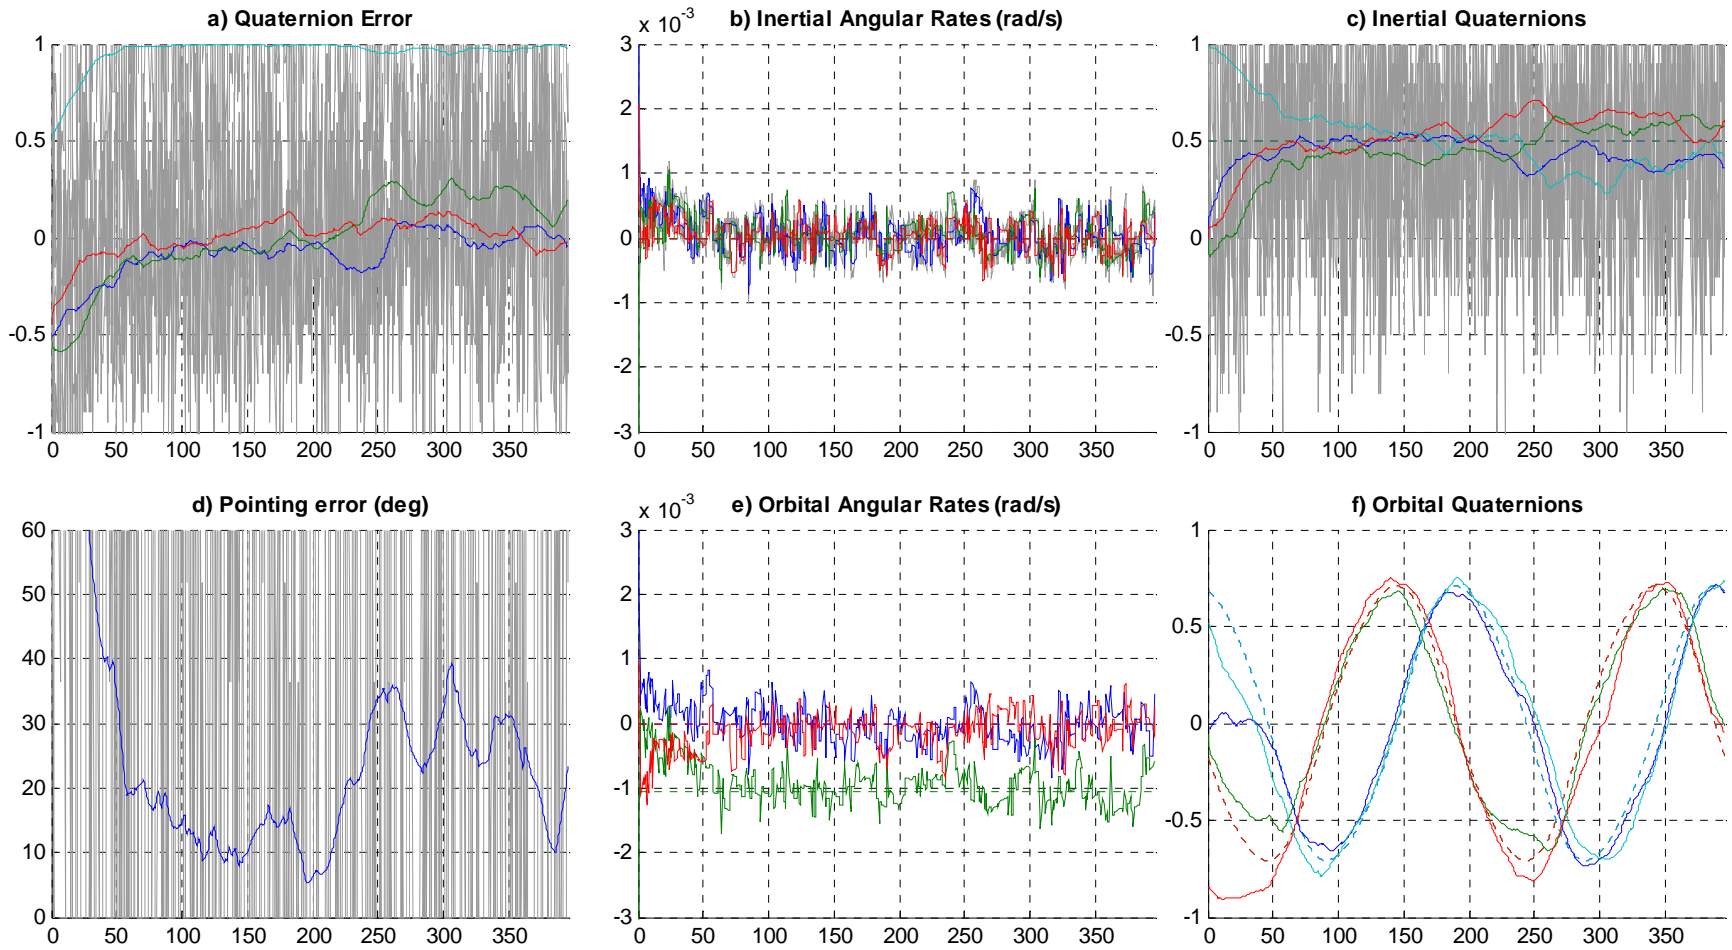 a) Quaternion Error
1
0.5
0
-0.5
-1
0 50 100 150 200 250 300 350
x 10-3
b) Inertial Angular Rates (rad/s)
3
2
1
0
-1
-2
-3
0 50 100 150 200 250 300 350
c) Inertial Quaternions
1
0.5
0
-0.5
-1
0 50 100 150 200 250 300 350
d) Pointing error (deg)
60
50
40
30
20
10
0
0 50 100 150 200 250 300 350
x 10-3
e) Orbital Angular Rates (rad/s)
3
2
1
0
-1
-2
-3
0 50 100 150 200 250 300 350
f) Orbital Quaternions
1
0.5
0
-0.5
-1
0 50 100 150 200 250 300 350